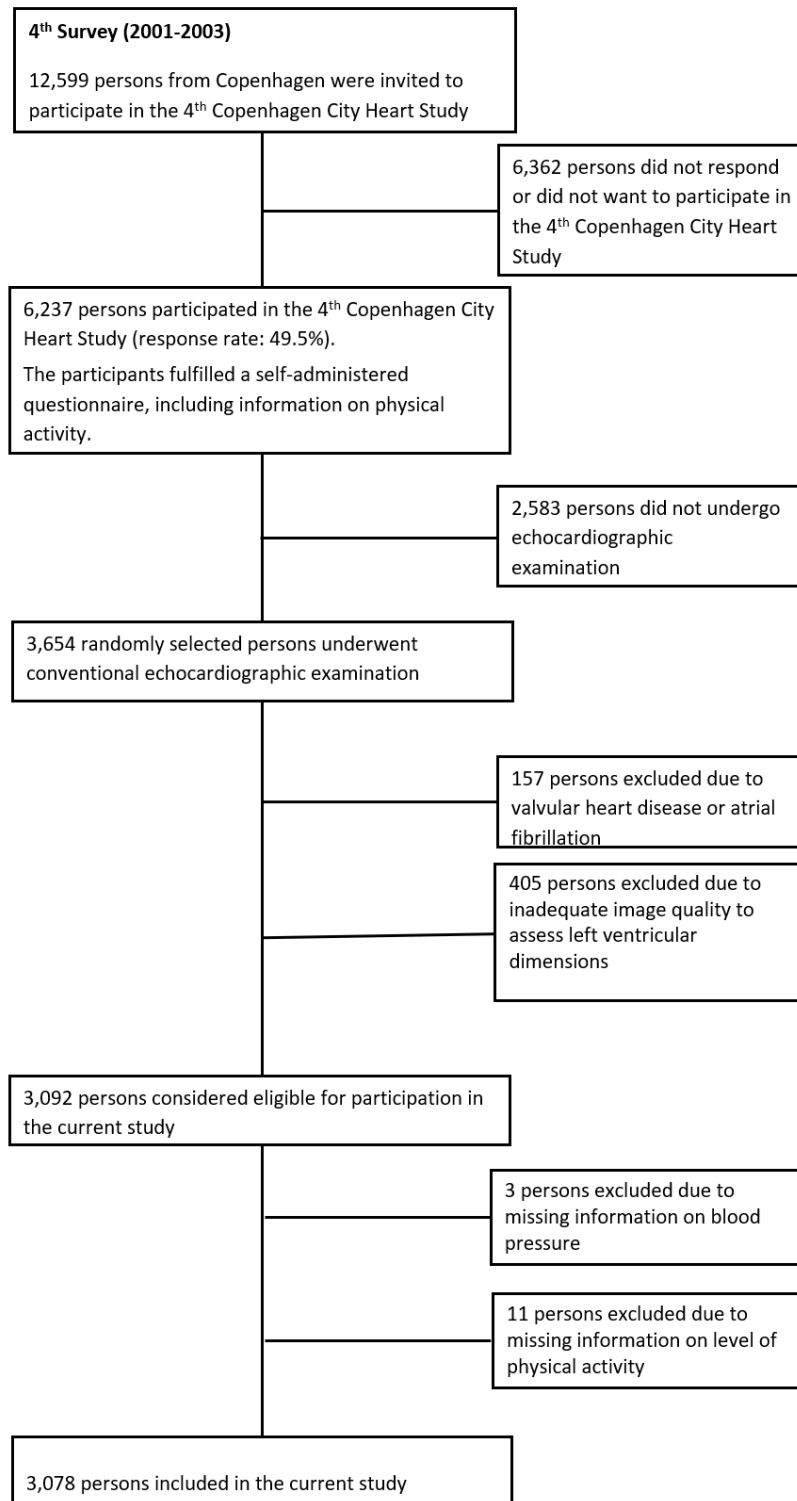 4th Survey (2001-2003)
12,599 persons from Copenhagen were invited to
participate in the 4th Copenhagen City Heart Study
6,362 persons did not respond
or did not want to participate in
the 4th Copenhagen City Heart
Study
6,237 persons participated in the 4th Copenhagen City
Heart Study (response rate: 49.5%).
The participants fulfilled a self-administered
questionnaire, including information on physical
activity.
2,583 persons did not undergo
echocardiographic
examination
3,654 randomly selected persons underwent
conventional echocardiographic examination
157 persons excluded due to
valvular heart disease or atrial
fibrillation
405 persons excluded due to
inadequate image quality to
assess left ventricular
dimensions
3,092 persons considered eligible for participation in
the current study
3 persons excluded due to
missing information on blood
pressure
11 persons excluded due to
missing information on level of
physical activity
3,078 persons included in the current study